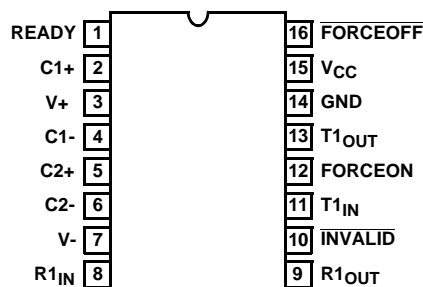 READY 1 16 FORCEOFF
C1+ 2 15 VCC
V+ 3 14 GND
C1- 4 13 T1OUT
C2+ 5 12 FORCEON
C2- 6 11 T1IN
V- 7 10 INVALID
R1IN 8 9 R1OUT